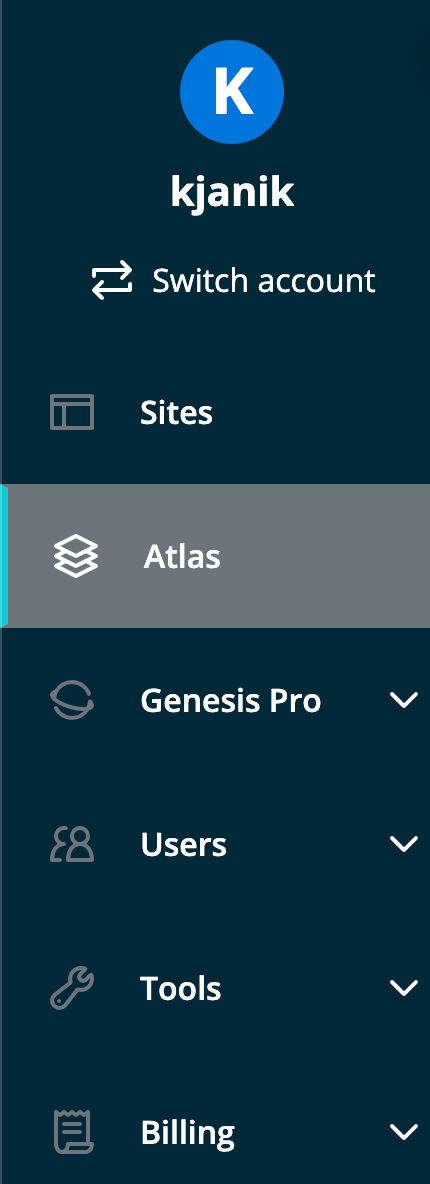 K
kjanik
Switch account
Sites
Atlas
Genesis Pro
Users
Tools
Billing